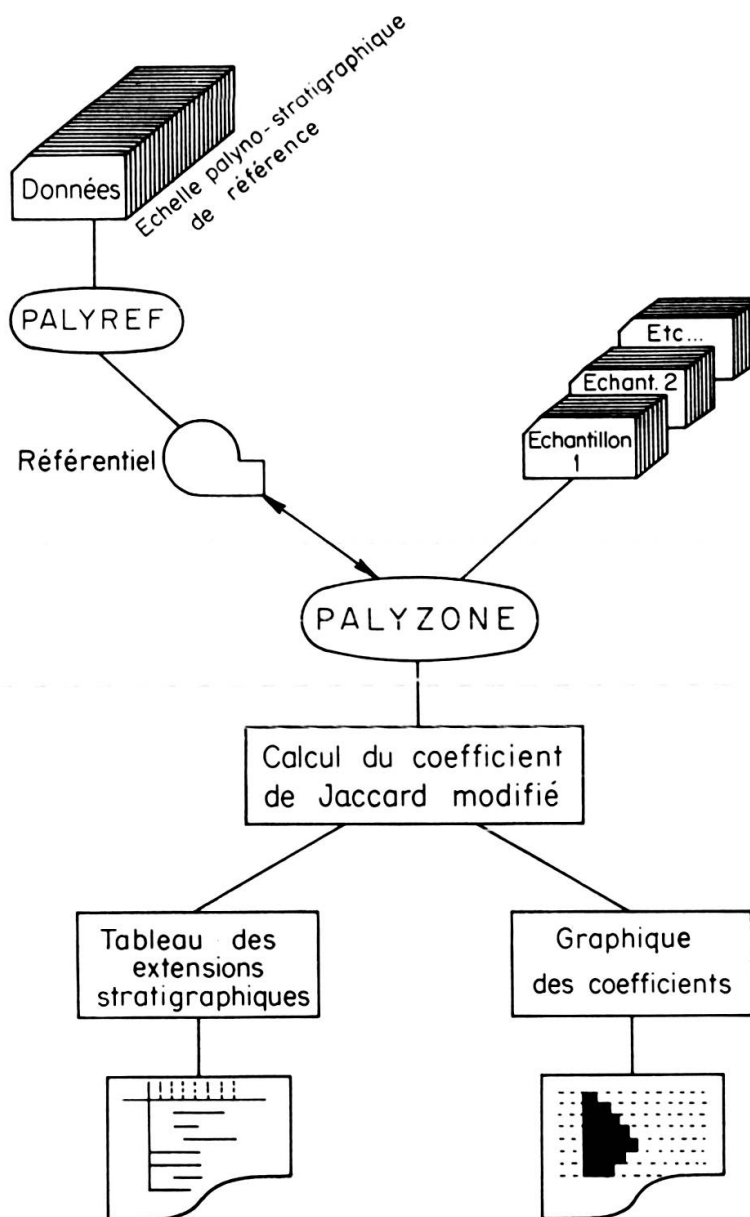 Données
Echelle palyno-stratigraphique
de référence
PALYREF
Référentiel
Etc...
Echant. 2
Echantillon
1
PALYZONE
Calcul du coefficient
de Jaccard modifié
Tableau des
extensions
stratigraphiques
Graphique
des coefficients